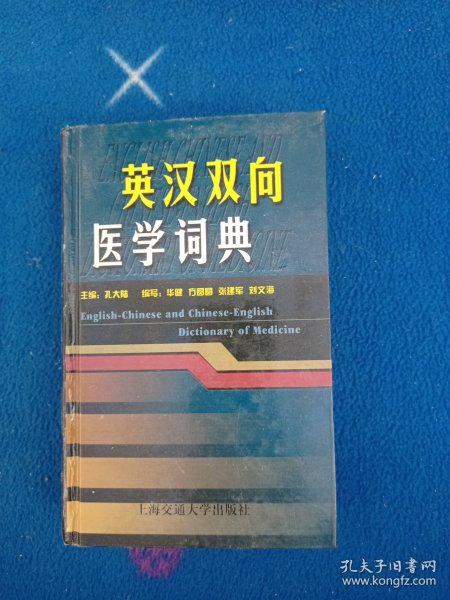 英汉双向
医学词典
主编：孔大陆 编写：华健 方圆圆 张建军 刘文海
English-Chinese and Chinese-English
Dictionary of Medicine
上海交通大学出版社
孔夫子旧书网
www.kongfz.com